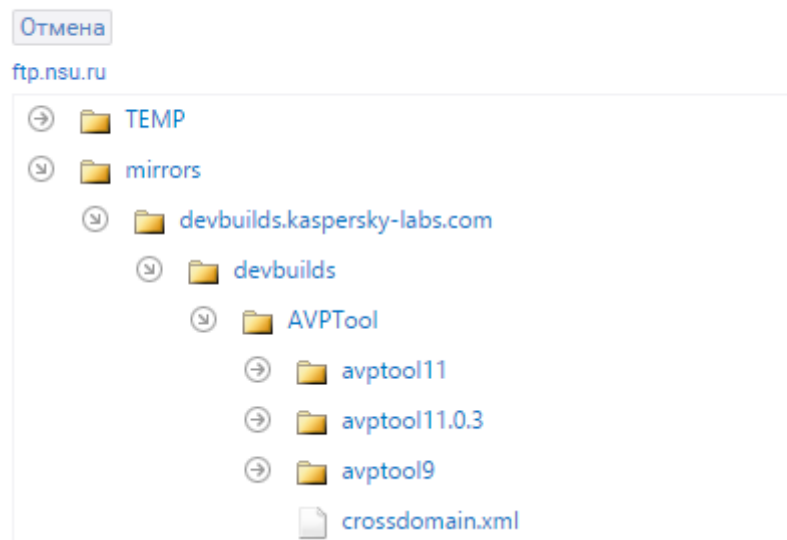 Отмена
ftp.nsu.ru
TEMP
mirrors
devbuilds.kaspersky-labs.com
devbuilds
AVPTool
avptool11
avptool11.0.3
avptool9
crossdomain.xml